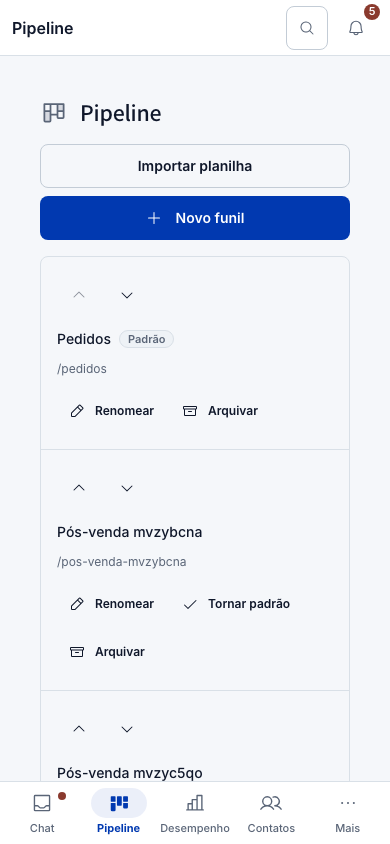 Pipeline
5
Pipeline
Importar planilha
Novo funil
Pedidos Padrão
/pedidos
Renomear Arquivar
Pós-venda mvzybcna
/pos-venda-mvzybcna
Renomear Tornar padrão
Arquivar
Pós-venda mvzyc5qo
Chat Pipeline Desempenho Contatos Mais